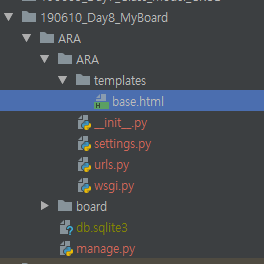 190610_Day8_MyBoard
ARA
ARA
templates
base.html
__init__.py
settings.py
urls.py
wsgi.py
board
db.sqlite3
manage.py